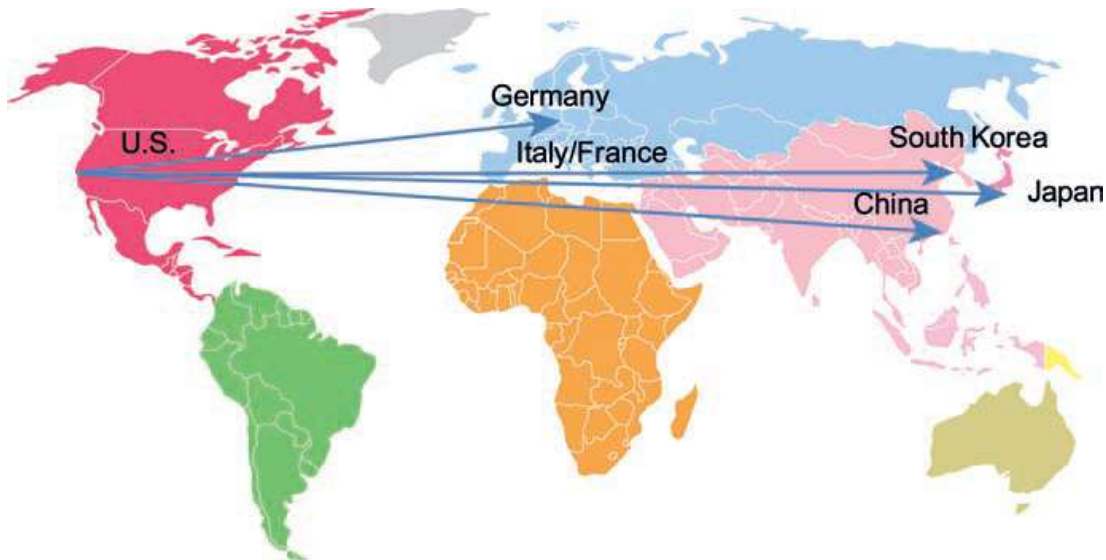 Germany
U.S.
South Korea
Italy/France
Japan
China